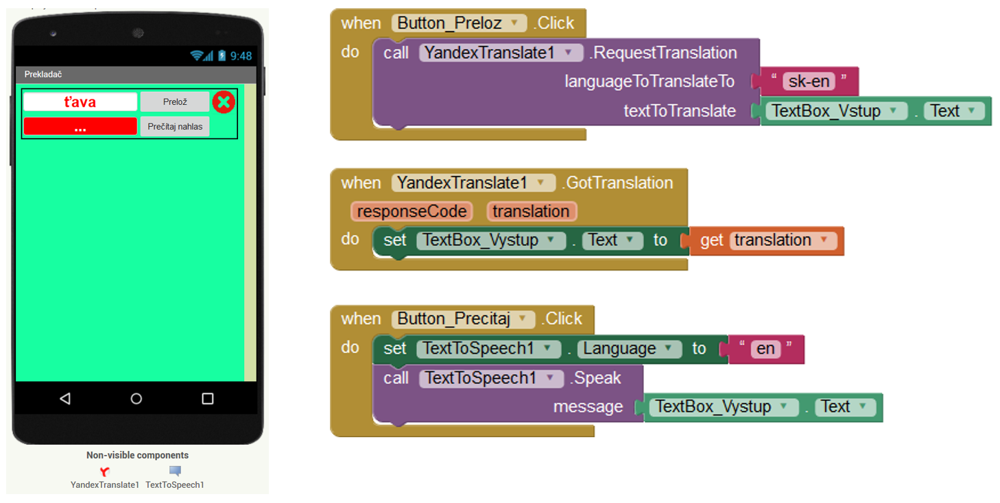 9:48
Prekladač
ťava Prelož
... Prečítaj nahlas
Non-visible components
YandexTranslate1 TextToSpeech1
when Button_Preloz .Click
do call YandexTranslate1 .RequestTranslation
languageToTranslateTo “ sk-en ”
textToTranslate TextBox_Vstup . Text
when YandexTranslate1 .GotTranslation
responseCode translation
do set TextBox_Vystup . Text to get translation
when Button_Precitaj .Click
do set TextToSpeech1 . Language to “ en ”
call TextToSpeech1 .Speak
message TextBox_Vystup . Text